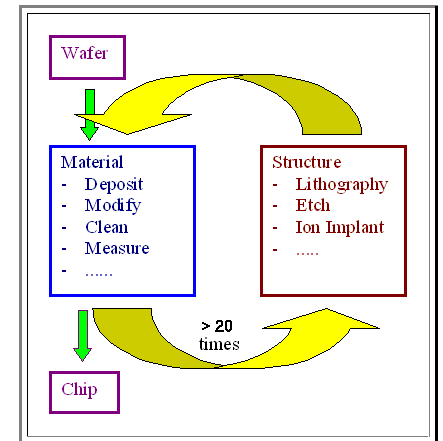 Wafer
Material
- Deposit
- Modify
- Clean
- Measure
- ......
Structure
- Lithography
- Etch
- Ion Implant
- .....
> 20
times
Chip